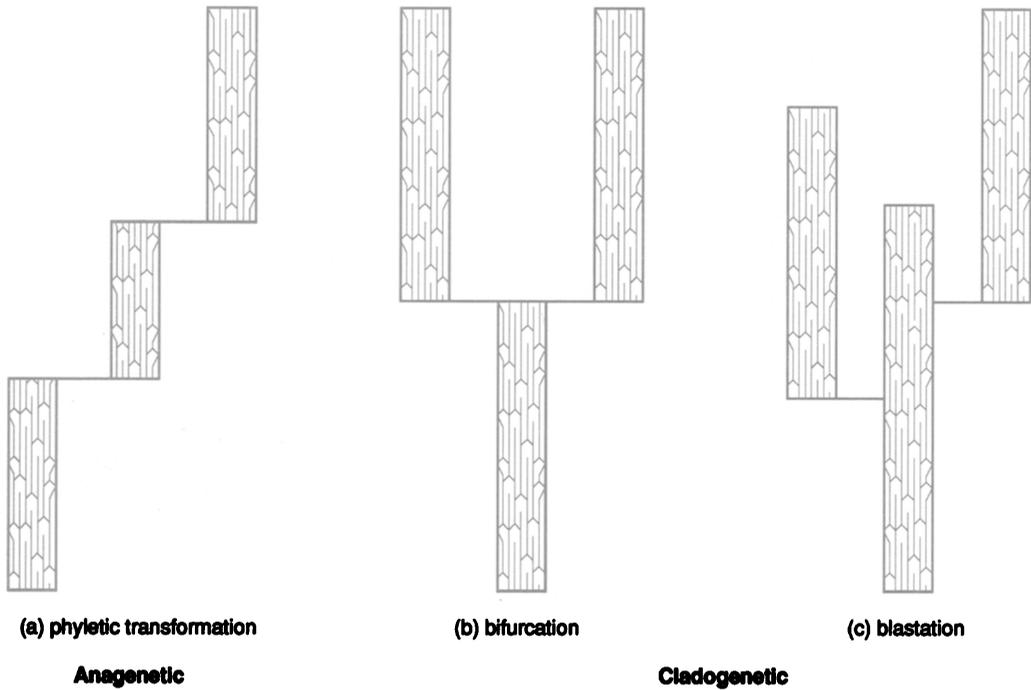 (a) phyletic transformation
(b) bifurcation
(c) blastation
Anagenetic
Cladogenetic